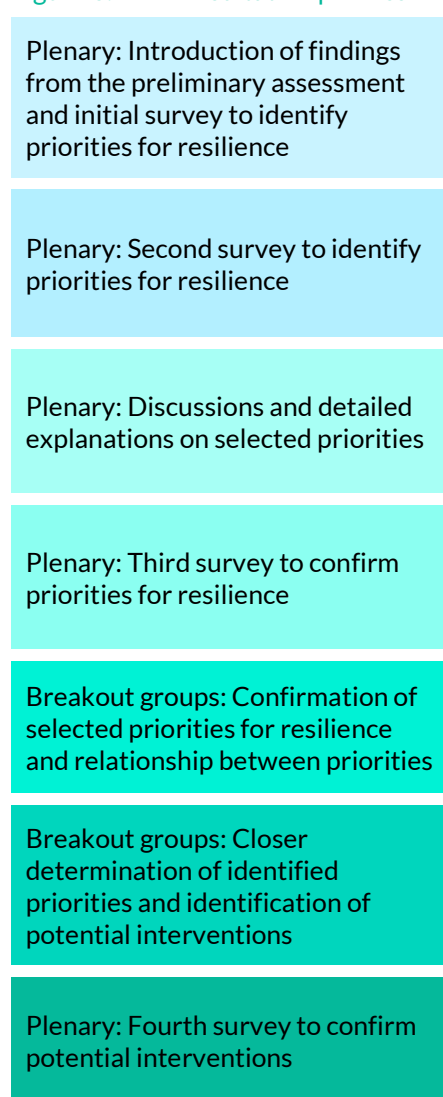 Plenary: Introduction of findings
from the preliminary assessment
and initial survey to identify
priorities for resilience
Plenary: Second survey to identify
priorities for resilience
Plenary: Discussions and detailed
explanations on selected priorities
Plenary: Third survey to confirm
priorities for resilience
Breakout groups: Confirmation of
selected priorities for resilience
and relationship between priorities
Breakout groups: Closer
determination of identified
priorities and identification of
potential interventions
Plenary: Fourth survey to confirm
potential interventions